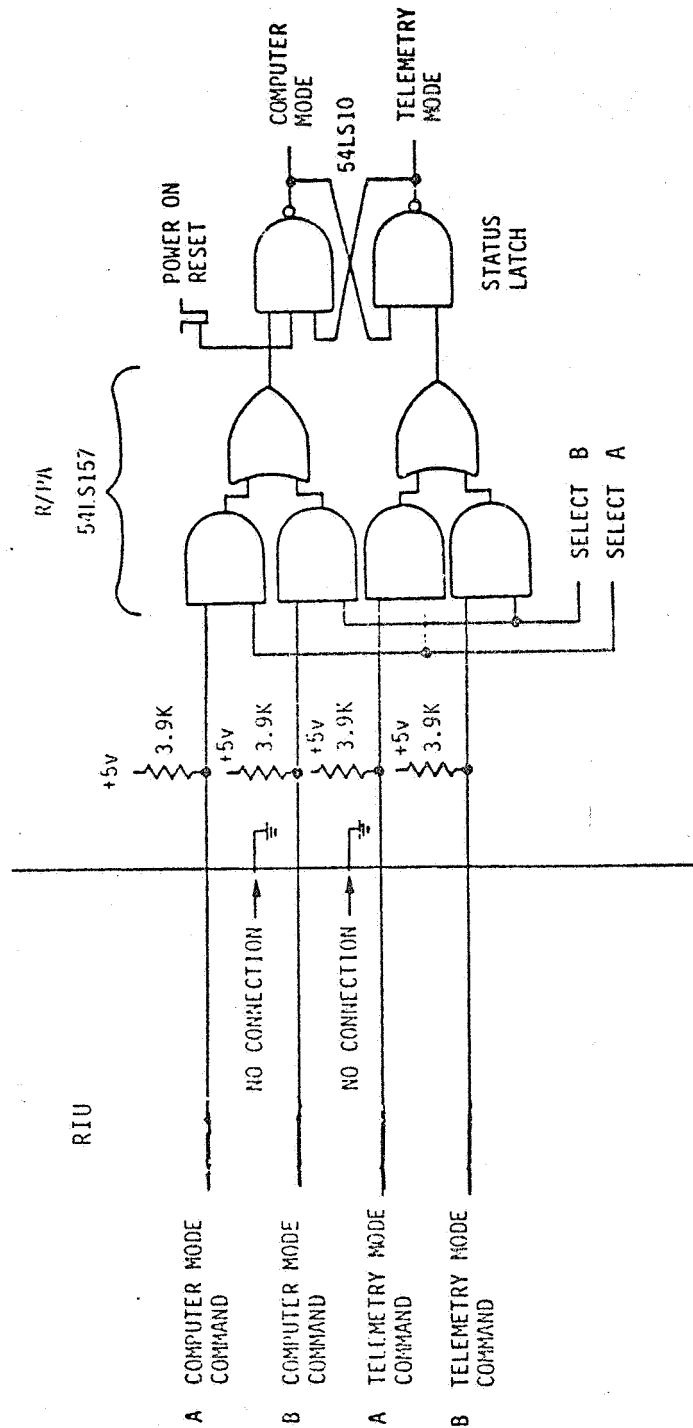 RIU
R/PA
54LS157
POWER ON
RESET
COMPUTER
MODE
54LS10
TELEMETRY
MODE
STATUS
LATCH
A COMPUTER MODE
COMMAND
B COMPUTER MODE
COMMAND
A TELEMETRY MODE
COMMAND
B TELEMETRY MODE
COMMAND
NO CONNECTION
NO CONNECTION
+5v
3.9K
+5v
3.9K
+5v
3.9K
+5v
3.9K
SELECT B
SELECT A